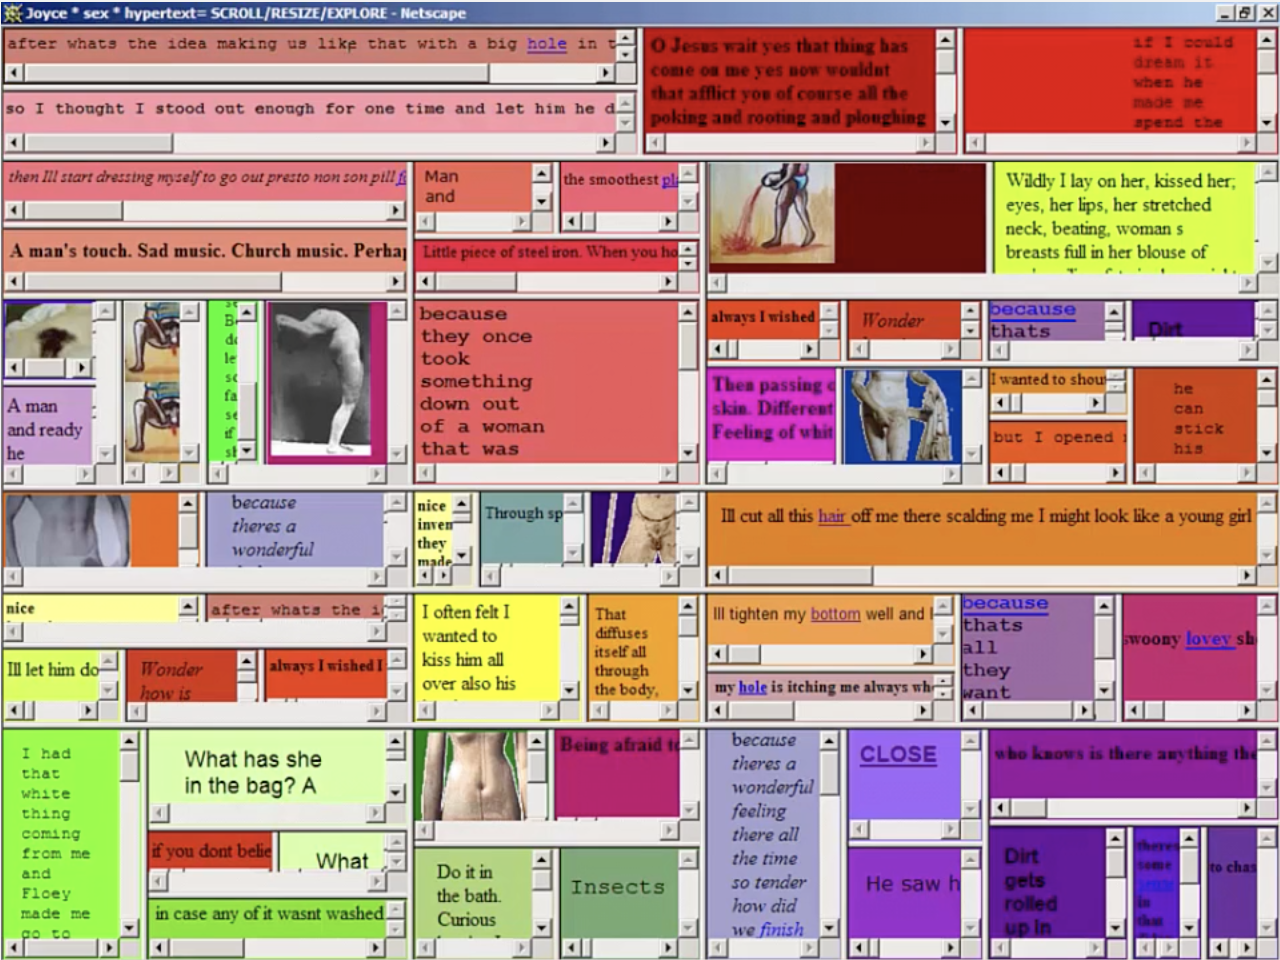 Joyce * sex * hypertext= SCROLL/RESIZE/EXPLORE - Netscape
after whats the idea making us like that with a big hole in t
so I thought I stood out enough for one time and let him he d
O Jesus wait yes that thing has
come on me yes now wouldnt
that afflict you of course all the
poking and rooting and ploughing
if I could
dream it
when he
made me
spend the
then Ill start dressing myself to go out presto non son pill f
A man's touch. Sad music. Church music. Perhap
Man
and
the smoothest pl
Little piece of steel iron. When you ho
Wildly I lay on her, kissed her;
eyes, her lips, her stretched
neck, beating, woman s
breasts full in her blouse of
A man
and ready
he
because
they once
took
something
down out
of a woman
that was
always I wished
Wonder
because
thats
Dirt
Then passing
skin. Different
Feeling of whit
I wanted to shou
but I opened
he
can
stick
his
because
theres a
wonderful
nice
inven
they
made
Through sp
Ill cut all this hair off me there scalding me I might look like a young girl
nice
after whats the i
Ill let him do
Wonder
how is
always I wished I
I often felt I
wanted to
kiss him all
over also his
That
diffuses
itself all
through
the body,
Ill tighten my bottom well and
my hole is itching me always wh
because
thats
all
they
want
swoony lovey sh
I had
that
white
thing
coming
from me
and
Floey
made me
go to
What has she
in the bag? A
if you dont belie
What
in case any of it wasnt washed
Being afraid t
Do it in
the bath.
Curious
Insects
because
theres a
wonderful
feeling
there all
the time
so tender
how did
we finish
CLOSE
He saw h
who knows is there anything the
Dirt
gets
rolled
up in
theres
some
in
that
to chas